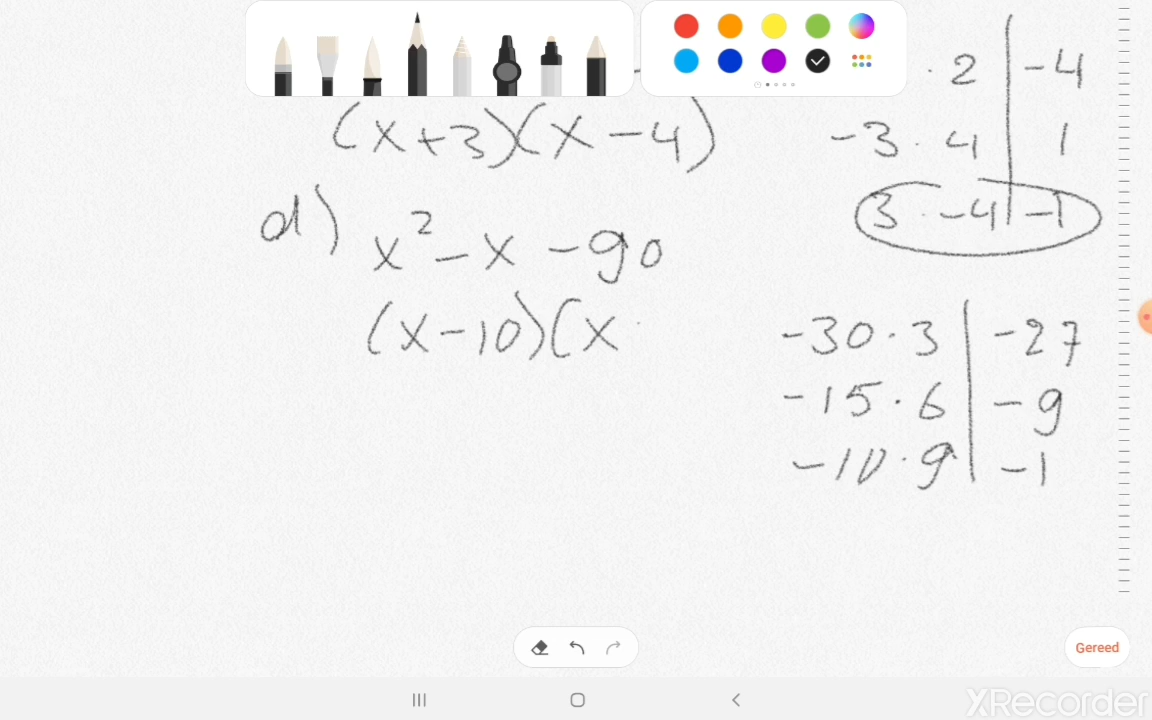 · 2 | -4
(x+3)(x-4)
-3 · 4 | 1
3 · -4 | -1
d) x² - x - 90
(x-10)(x
-30 · 3 | -27
-15 · 6 | -9
-10 · 9 | -1
Gereed
XRecorder